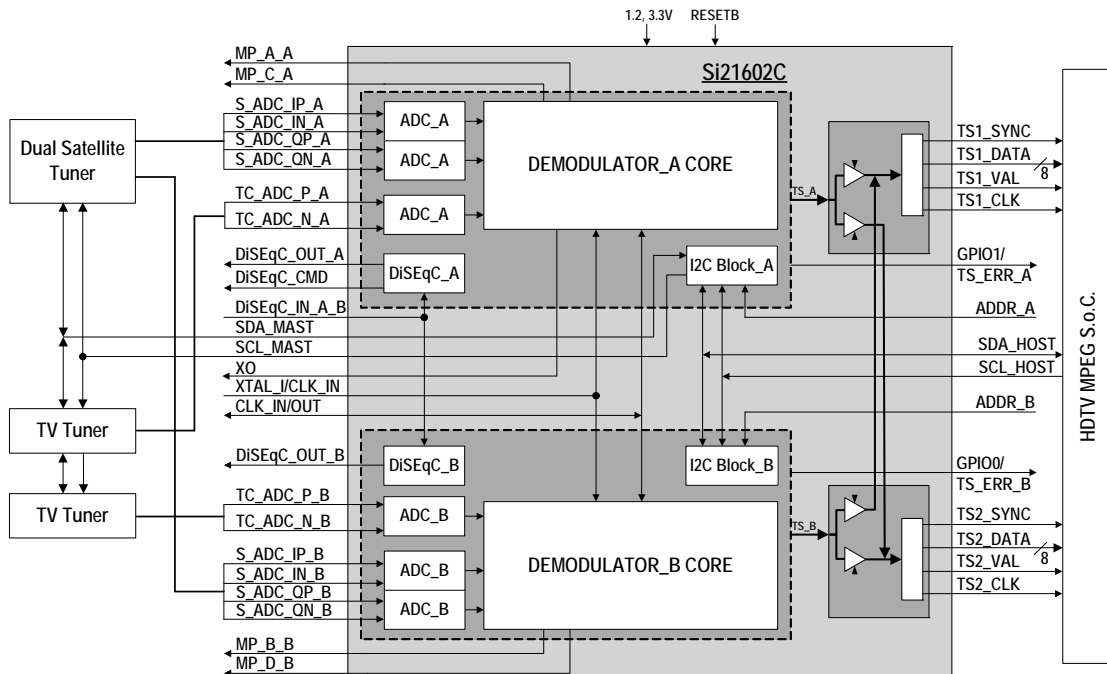 1.2, 3.3V
RESETB
Si21602C
MP_A_A
MP_C_A
S_ADC_IP_A
S_ADC_IN_A
S_ADC_QP_A
S_ADC_QN_A
Dual Satellite
Tuner
ADC_A
ADC_A
DEMODULATOR_A CORE
TC_ADC_P_A
TC_ADC_N_A
ADC_A
TS_A
TS1_SYNC
TS1_DATA
8
TS1_VAL
TS1_CLK
DiSEqC_OUT_A
DiSEqC_CMD
DiSEqC_A
I2C Block_A
GPIO1/
TS_ERR_A
DiSEqC_IN_A_B
ADDR_A
SDA_MAST
SCL_MAST
SDA_HOST
XO
SCL_HOST
XTAL_I/CLK_IN
CLK_IN/OUT
ADDR_B
HDTV MPEG S.o.C.
TV Tuner
DiSEqC_OUT_B
DiSEqC_B
I2C Block_B
GPIO0/
TS_ERR_B
TV Tuner
TC_ADC_P_B
TC_ADC_N_B
ADC_B
S_ADC_IP_B
S_ADC_IN_B
S_ADC_QP_B
S_ADC_QN_B
ADC_B
ADC_B
DEMODULATOR_B CORE
TS_B
TS2_SYNC
TS2_DATA
8
TS2_VAL
TS2_CLK
MP_B_B
MP_D_B